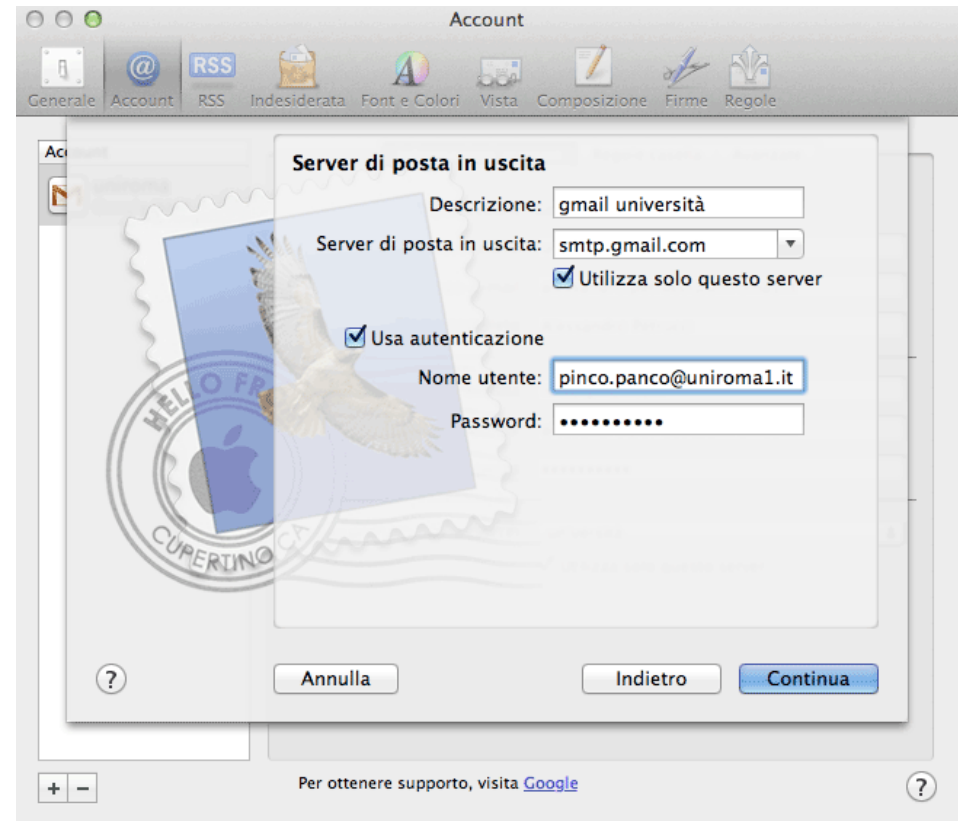 Account
RSS
Generale Account RSS Indesiderata Font e Colori Vista Composizione Firme Regole
Account
uniroma
Server di posta in uscita
Descrizione: gmail università
Server di posta in uscita: smtp.gmail.com
Utilizza solo questo server
Usa autenticazione
Nome utente: pinco.panco@uniroma1.it
Password: ••••••••••
HELLO FR
CUPERTINO CA
? Annulla Indietro Continua
+ − Per ottenere supporto, visita Google ?